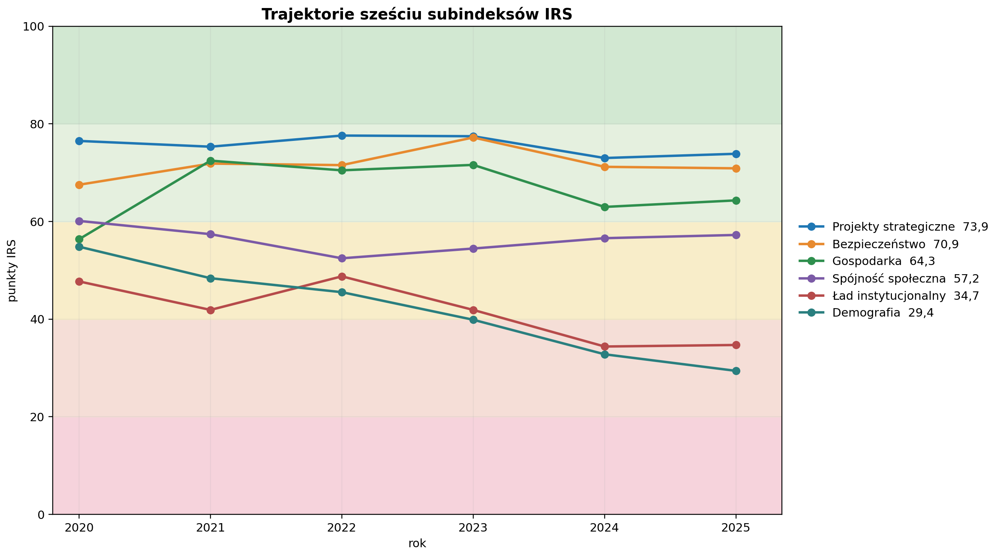 Trajektorie sześciu subindeksów IRS
100
80
60
40
20
0
punkty IRS
2020 2021 2022 2023 2024 2025
rok
Projekty strategiczne 73,9
Bezpieczeństwo 70,9
Gospodarka 64,3
Spójność społeczna 57,2
Ład instytucjonalny 34,7
Demografia 29,4